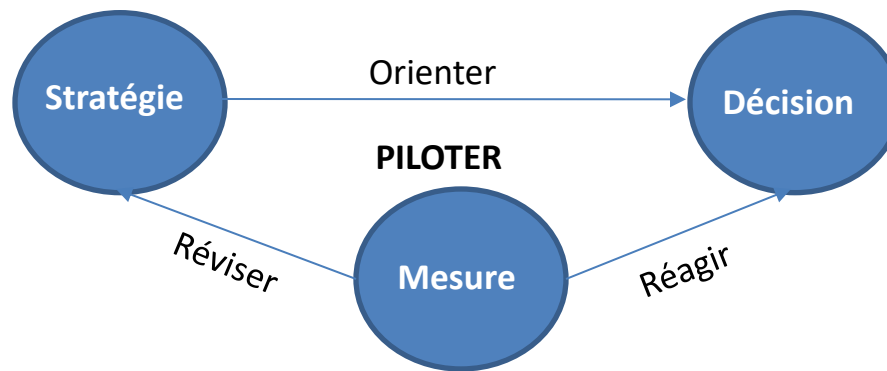 Orienter
Stratégie
Décision
PILOTER
Réviser
Mesure
Réagir